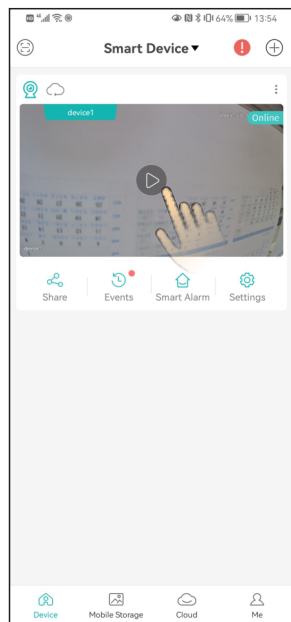 64% 13:54
Smart Device
device1
Online
Share Events Smart Alarm Settings
Device Mobile Storage Cloud Me